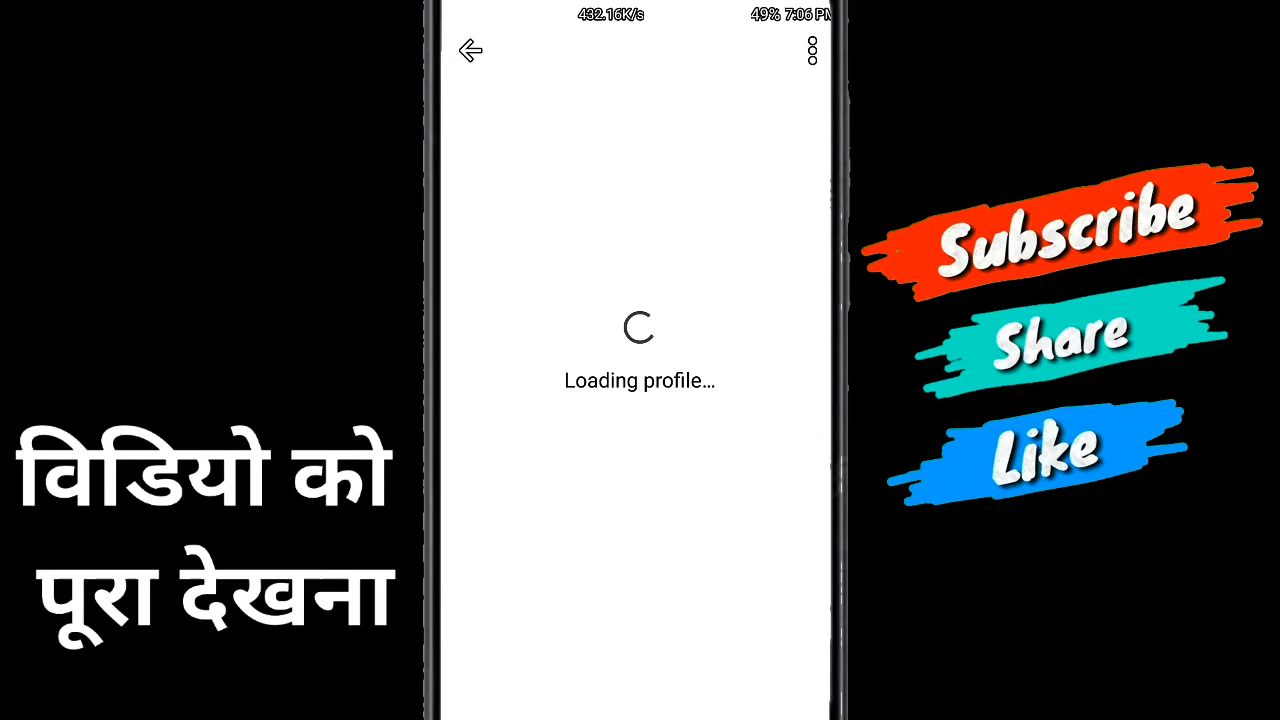 432.16K/s
49% 7:06 PM
Loading profile...
विडियो को
पूरा देखना
Subscribe
Share
Like